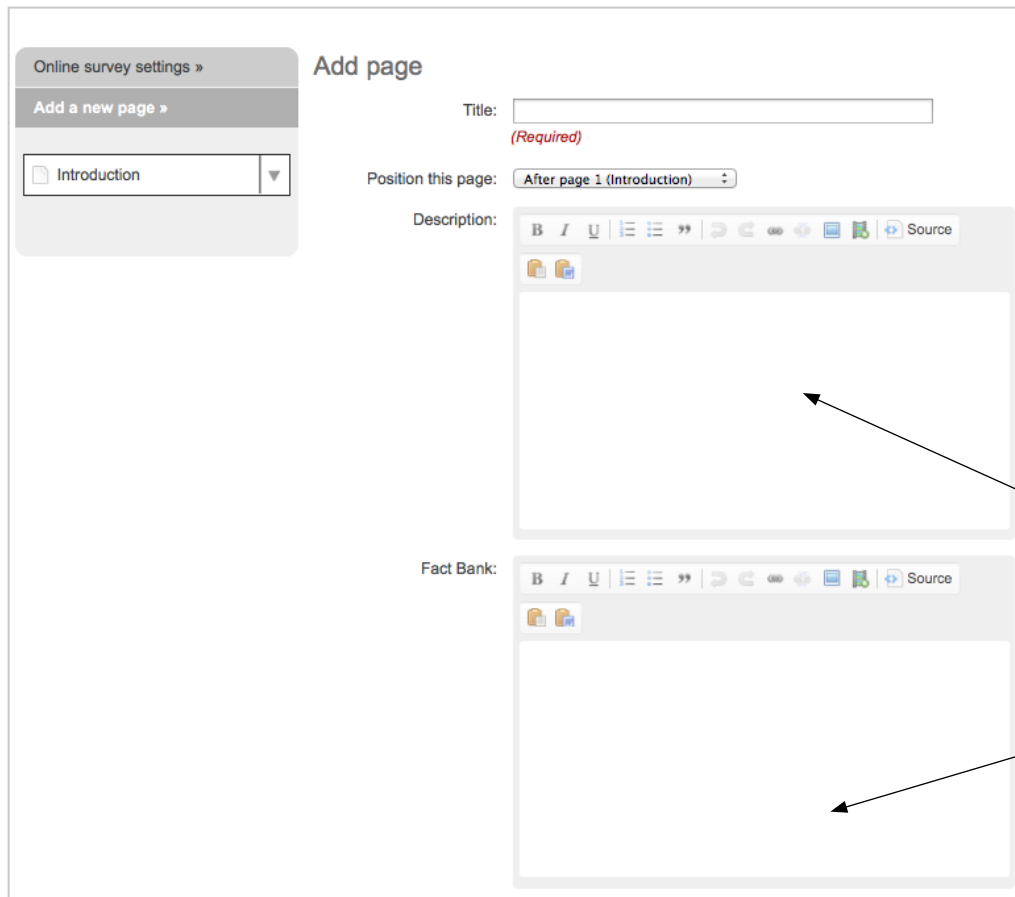 Online survey settings »
Add a new page »
Introduction
Add page
Title:
(Required)
Position this page: After page 1 (Introduction)
Description:
B I U Source
Fact Bank:
B I U Source